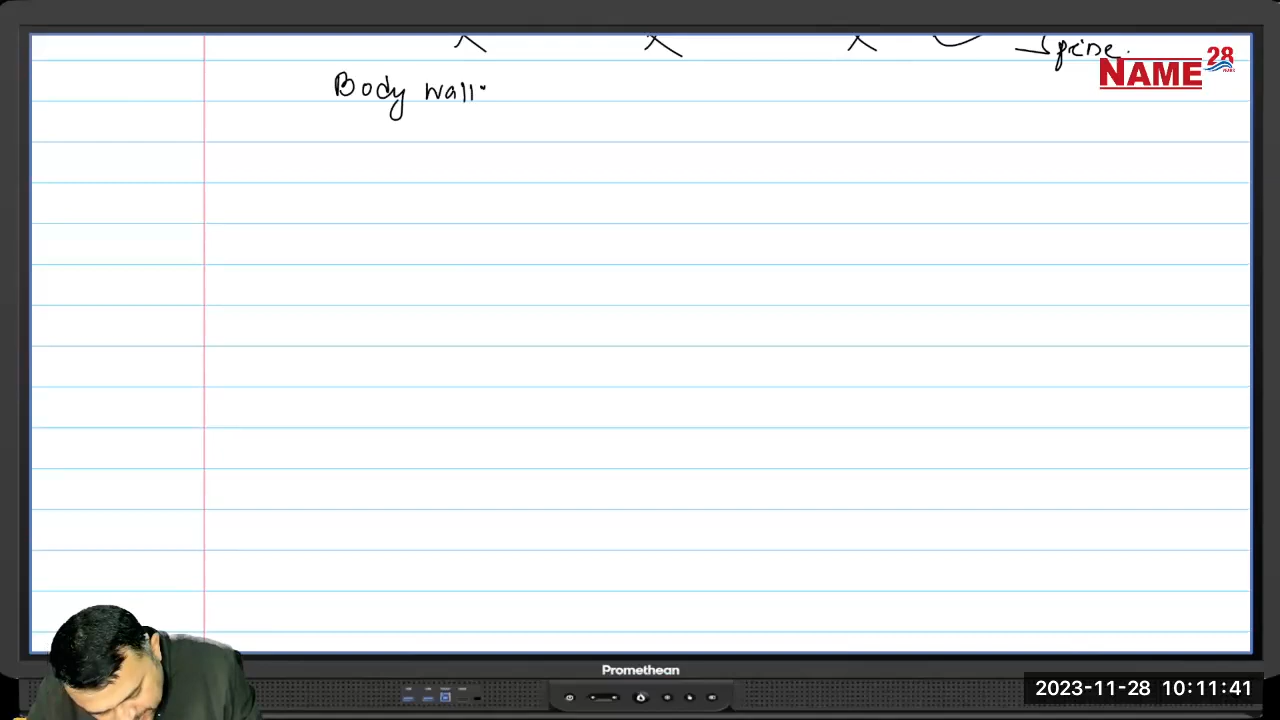 Spine.
NAME 28
Body wall.
Promethean
2023-11-28 10:11:41